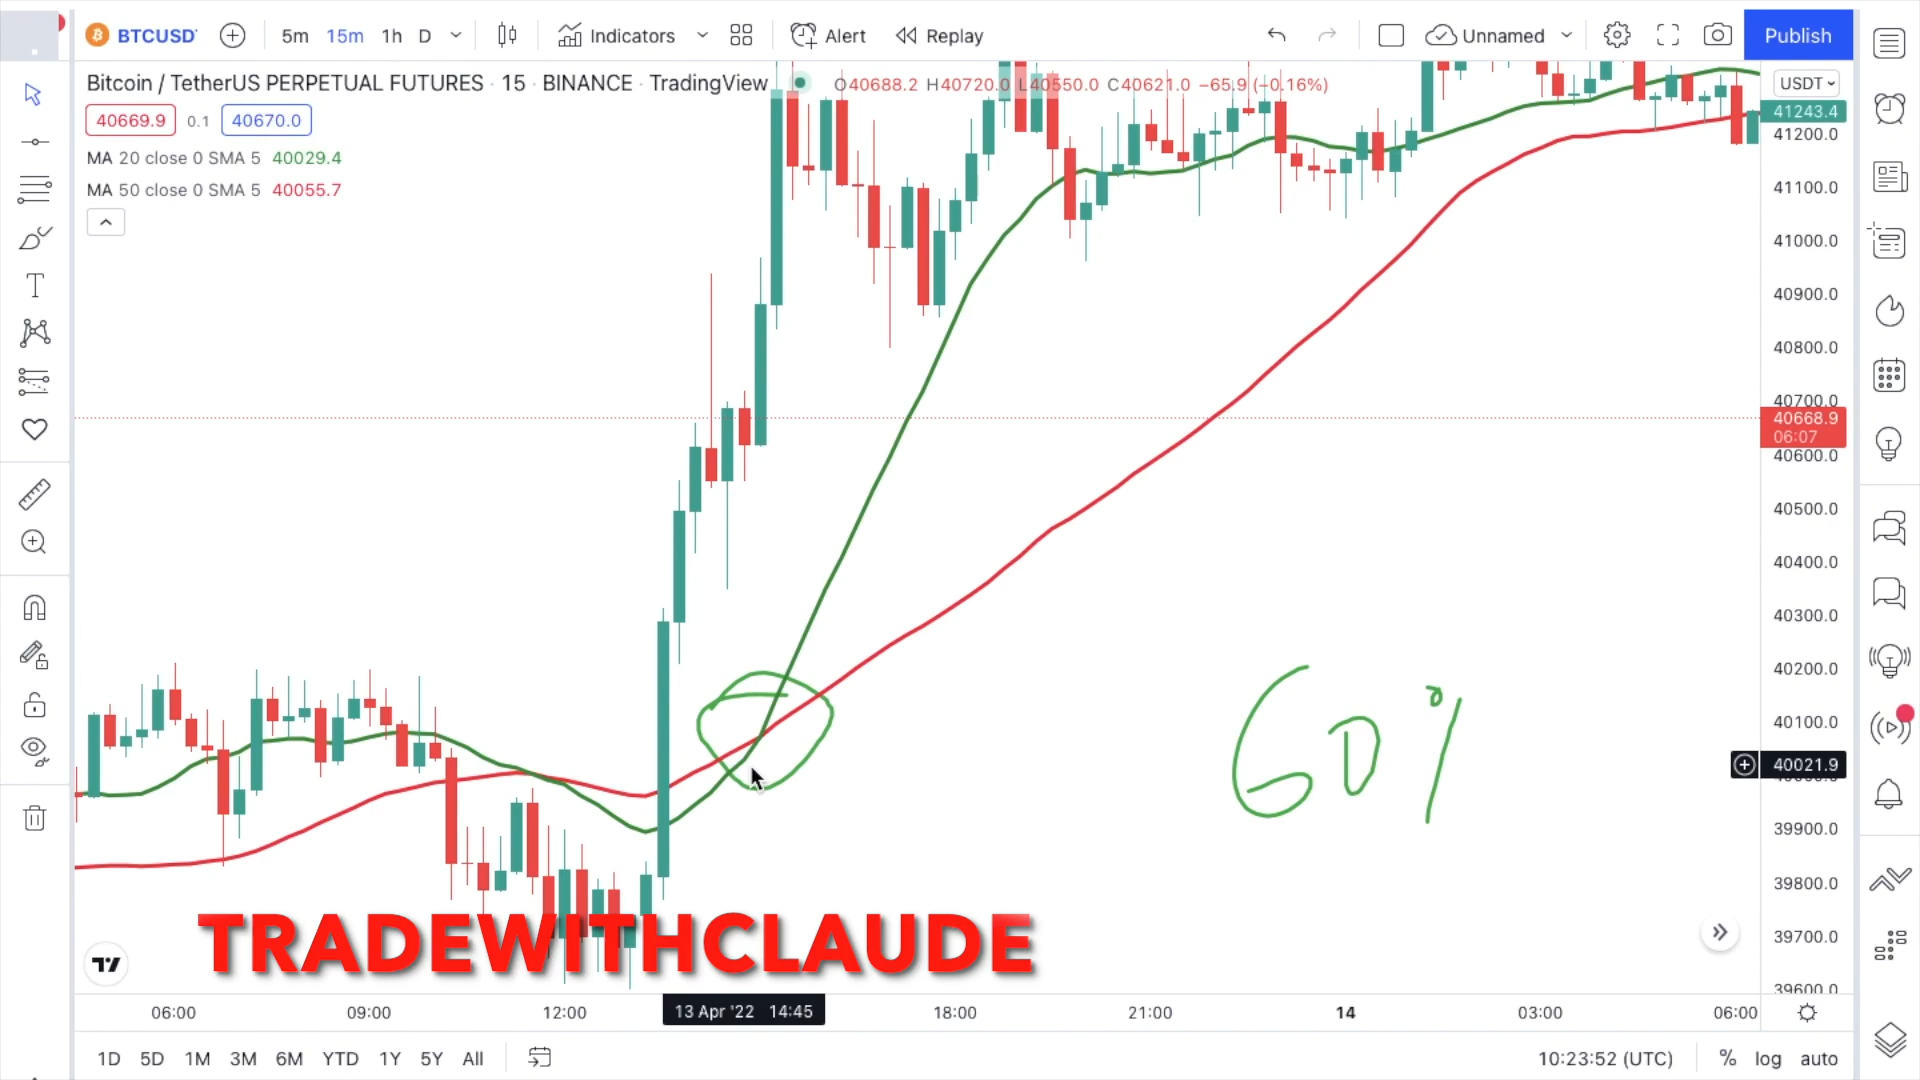 BTCUSD 5m 15m 1h D Indicators Alert Replay Unnamed Publish
Bitcoin / TetherUS PERPETUAL FUTURES · 15 · BINANCE · TradingView O40688.2 H40720.0 L40550.0 C40621.0 −65.9 (−0.16%) USDT
40669.9 0.1 40670.0
41243.4
41200.0
MA 20 close 0 SMA 5 40029.4
MA 50 close 0 SMA 5 40055.7
41100.0
41000.0
40900.0
40800.0
40700.0
40668.9
06:07
40600.0
40500.0
40400.0
40300.0
40200.0
40100.0
60%
40021.9
39900.0
39800.0
39700.0
TRADEWITHCLAUDE
39600.0
06:00 09:00 12:00 13 Apr '22 14:45 18:00 21:00 14 03:00 06:00
1D 5D 1M 3M 6M YTD 1Y 5Y All 10:23:52 (UTC) % log auto